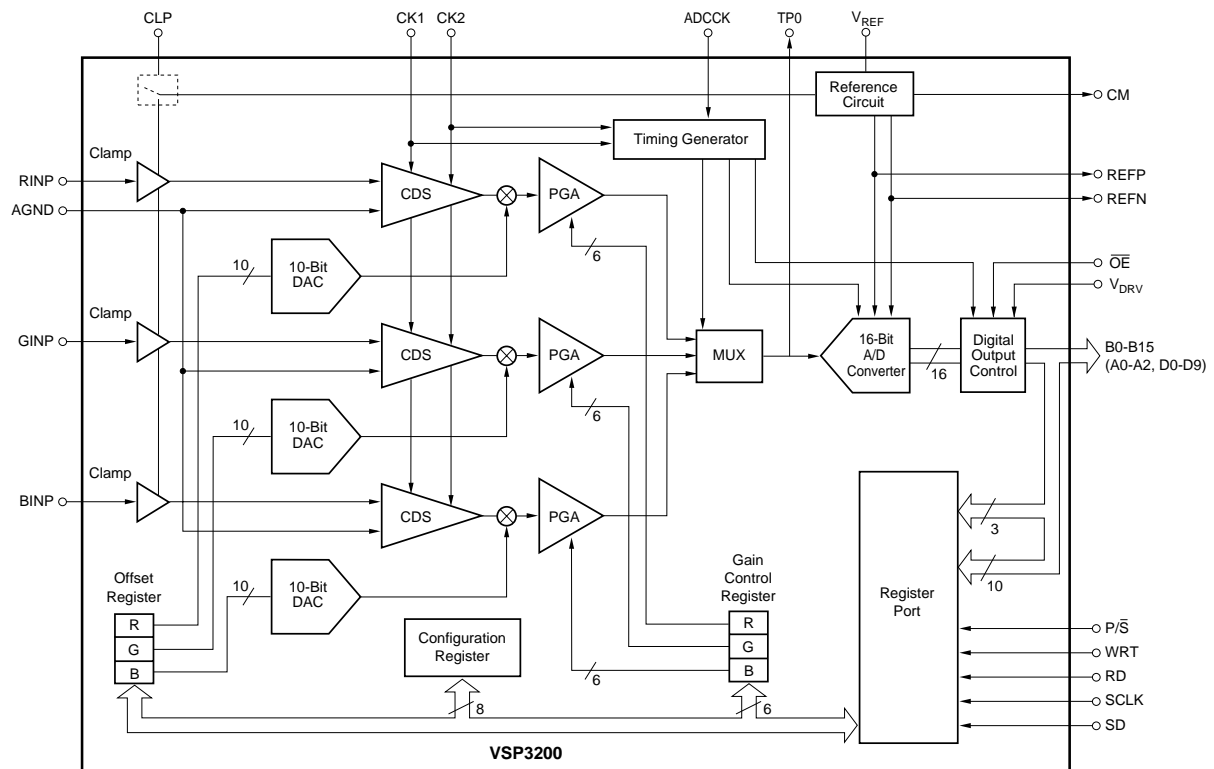 CLP
CK1
CK2
ADCCK
TP0
VREF
Reference
Circuit
CM
Timing Generator
Clamp
RINP
AGND
CDS
PGA
REFP
REFN
6
10
10-Bit
DAC
OE
VDRV
Clamp
GINP
CDS
PGA
MUX
16-Bit
A/D
Converter
16
Digital
Output
Control
B0-B15
(A0-A2, D0-D9)
6
10
10-Bit
DAC
Clamp
BINP
CDS
PGA
3
10
Register
Port
Offset
Register
R
G
B
10
10-Bit
DAC
Configuration
Register
Gain
Control
Register
R
G
B
6
8
6
P/S̅
WRT
RD
SCLK
SD
VSP3200